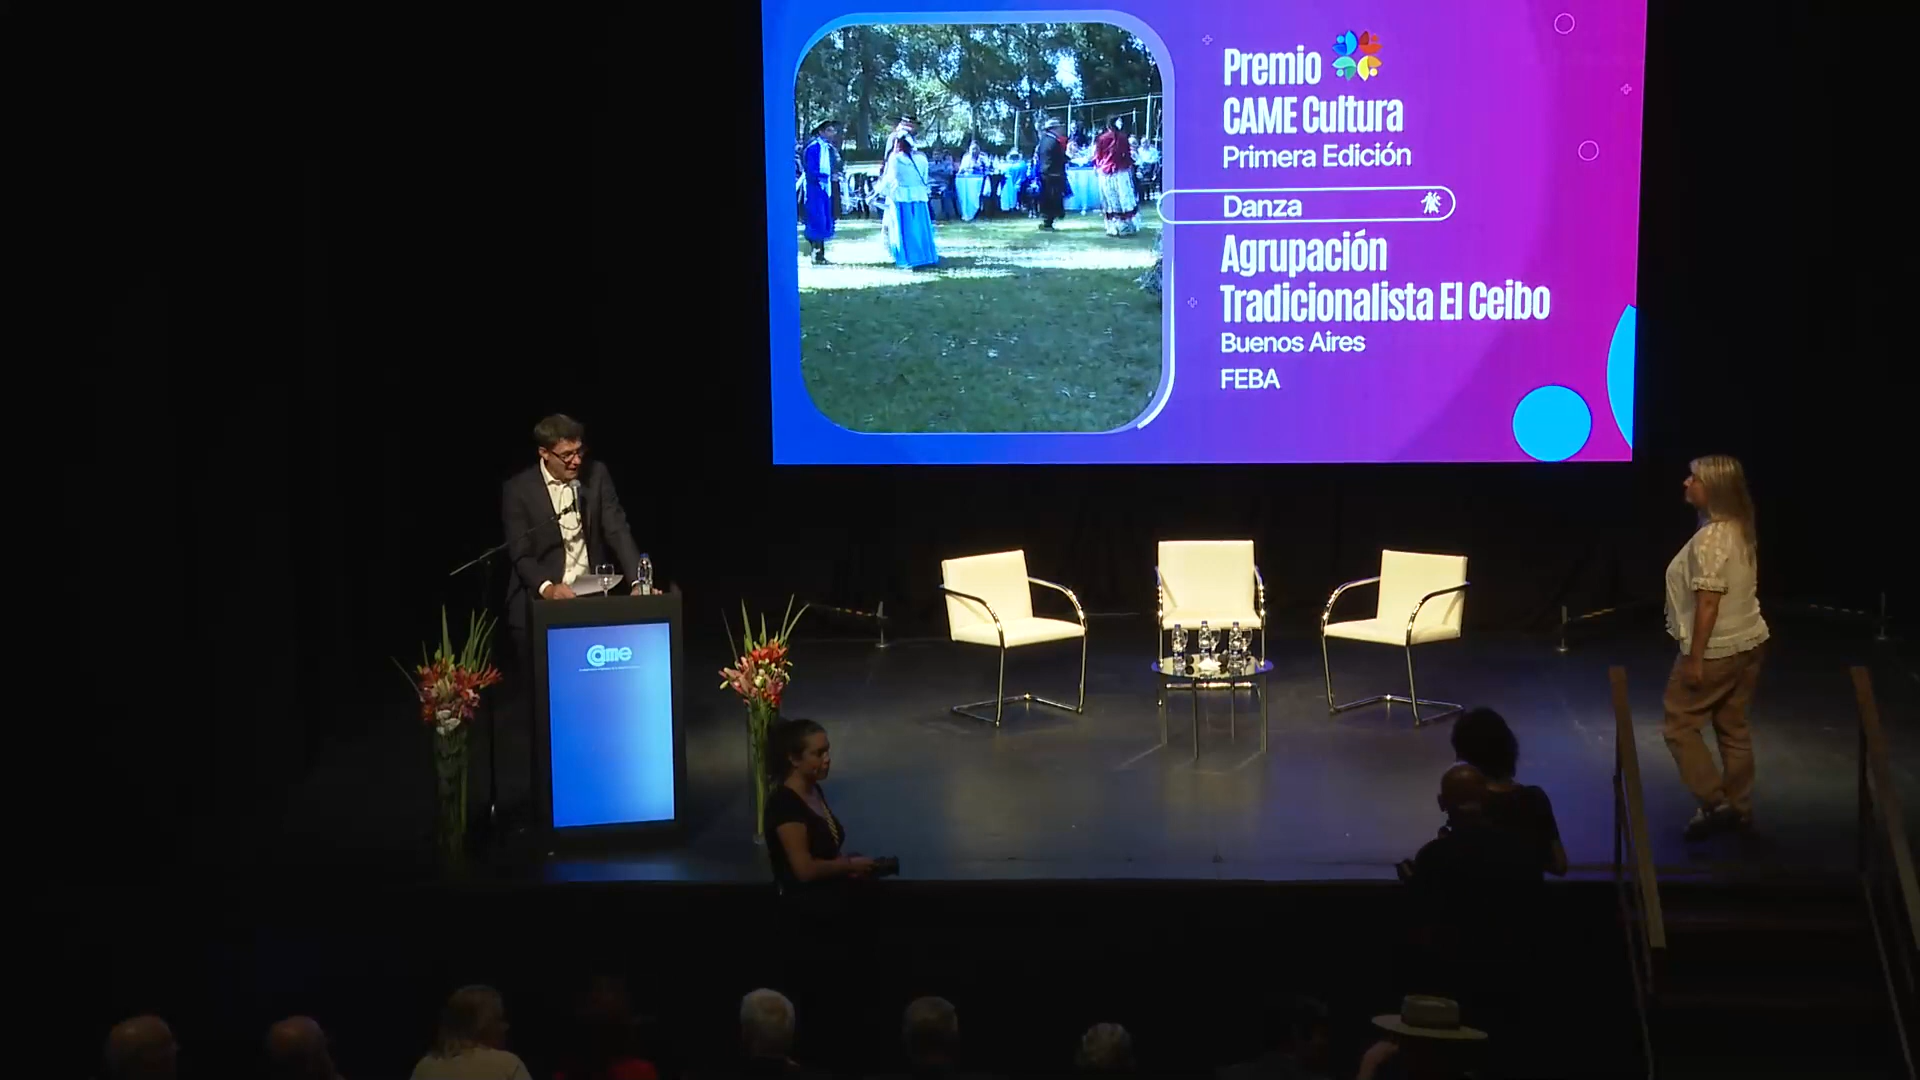 Premio
CAME Cultura
Primera Edición
Danza
Agrupación
Tradicionalista El Ceibo
Buenos Aires
FEBA
Came